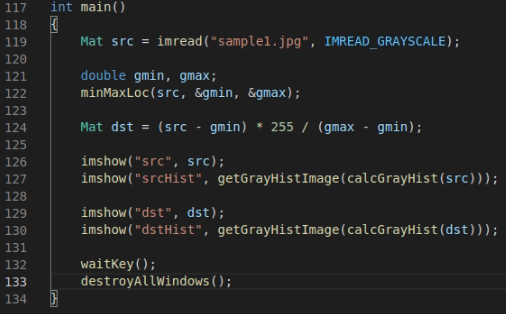 117 int main()
118 {
119     Mat src = imread("sample1.jpg", IMREAD_GRAYSCALE);
120
121     double gmin, gmax;
122     minMaxLoc(src, &gmin, &gmax);
123
124     Mat dst = (src - gmin) * 255 / (gmax - gmin);
125
126     imshow("src", src);
127     imshow("srcHist", getGrayHistImage(calcGrayHist(src)));
128
129     imshow("dst", dst);
130     imshow("dstHist", getGrayHistImage(calcGrayHist(dst)));
131
132     waitKey();
133     destroyAllWindows();
134 }